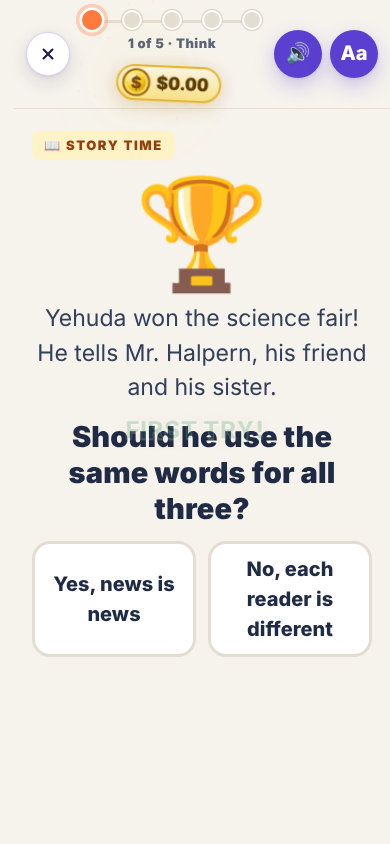 1 of 5 · Think
$ $0.00
Aa
STORY TIME
Yehuda won the science fair!
He tells Mr. Halpern, his friend
and his sister.
FIRST TRY!
Should he use the
same words for all
three?
Yes, news is
news
No, each
reader is
different